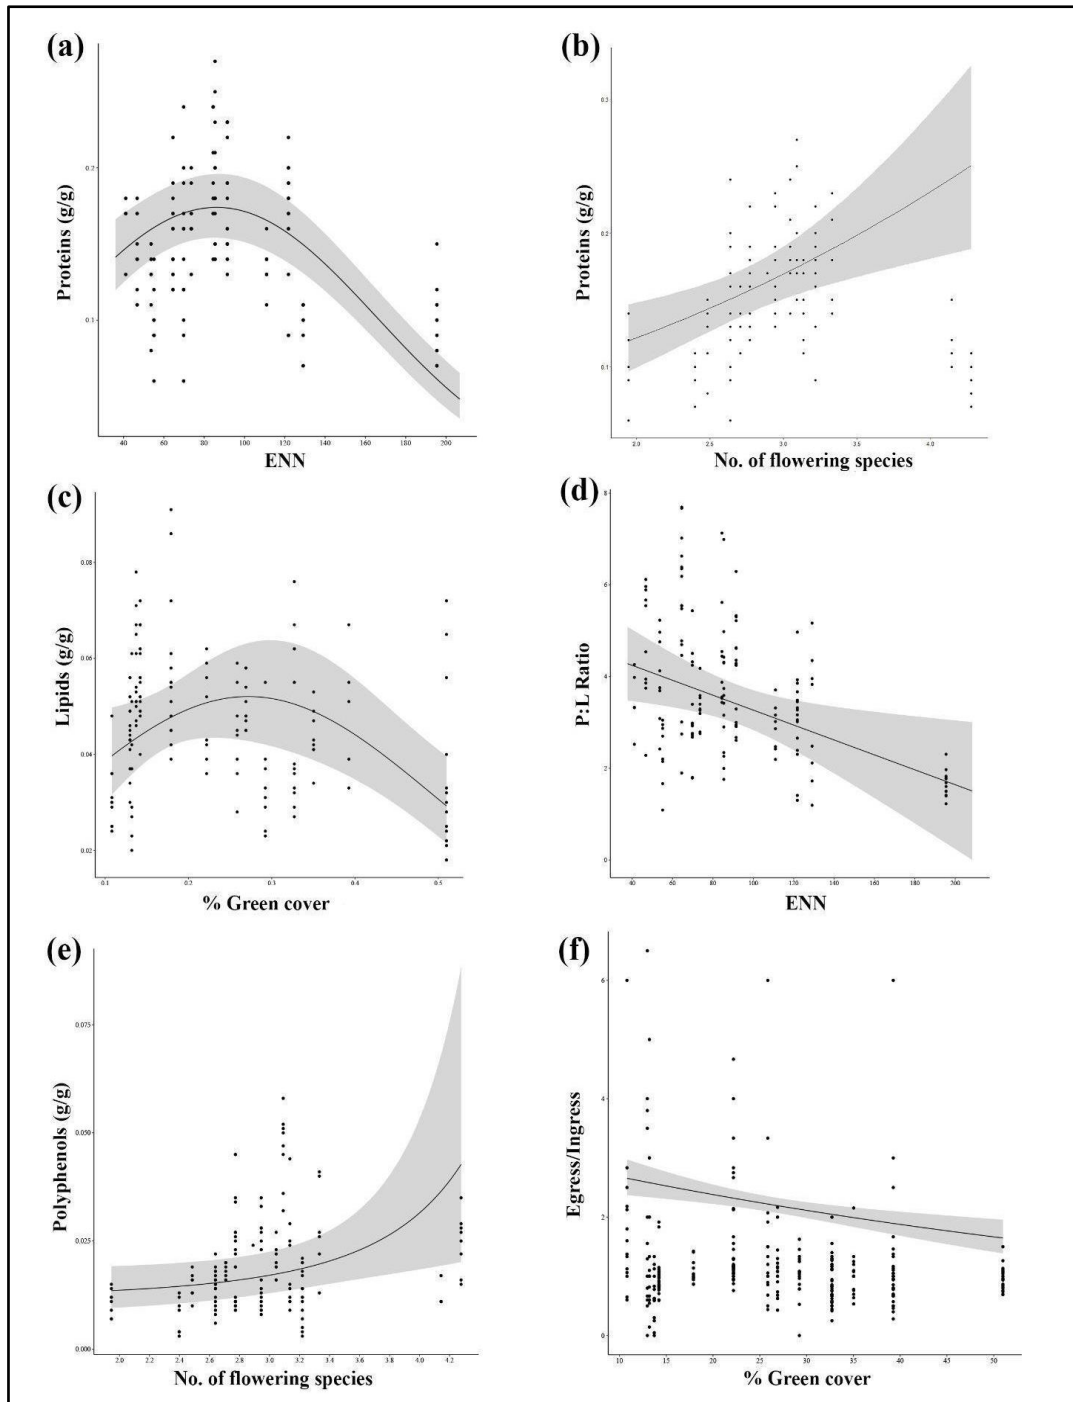 (a)
Proteins (g/g)
0.2
0.1
40 60 80 100 120 140 160 180 200
ENN
(b)
Proteins (g/g)
0.3
0.2
0.1
2.0 2.5 3.0 3.5 4.0
No. of flowering species
(c)
Lipids (g/g)
0.08
0.06
0.04
0.02
0.1 0.2 0.3 0.4 0.5
% Green cover
(d)
P:L Ratio
8
6
4
2
0
40 60 80 100 120 140 160 180 200
ENN
(e)
Polyphenols (g/g)
0.075
0.050
0.025
0.000
2.0 2.2 2.4 2.6 2.8 3.0 3.2 3.4 3.6 3.8 4.0 4.2
No. of flowering species
(f)
Egress/Ingress
6
4
2
0
10 15 20 25 30 35 40 45 50
% Green cover